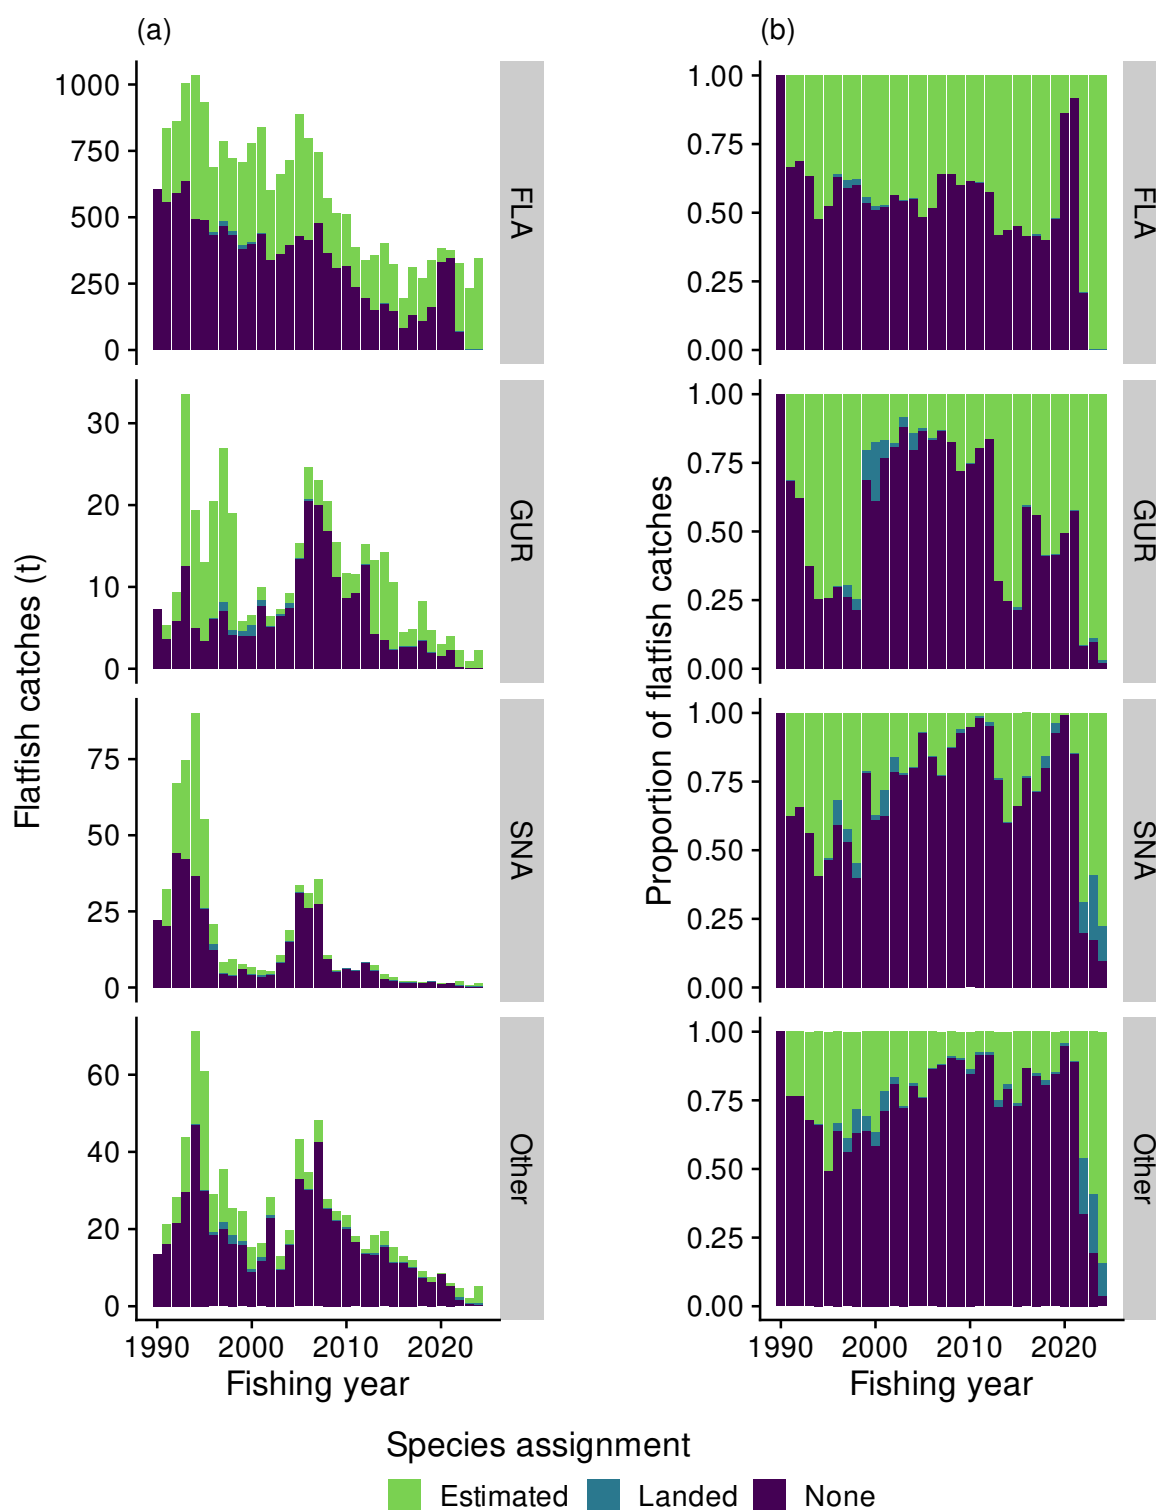 (a)
(b)
Flatfish catches (t)
1000
750
500
250
0
FLA
30
20
10
0
GUR
75
50
25
0
SNA
60
40
20
0
Other
1990 2000 2010 2020
Fishing year
Proportion of flatfish catches
1.00
0.75
0.50
0.25
0.00
FLA
1.00
0.75
0.50
0.25
0.00
GUR
1.00
0.75
0.50
0.25
0.00
SNA
1.00
0.75
0.50
0.25
0.00
Other
1990 2000 2010 2020
Fishing year
Species assignment
Estimated Landed None